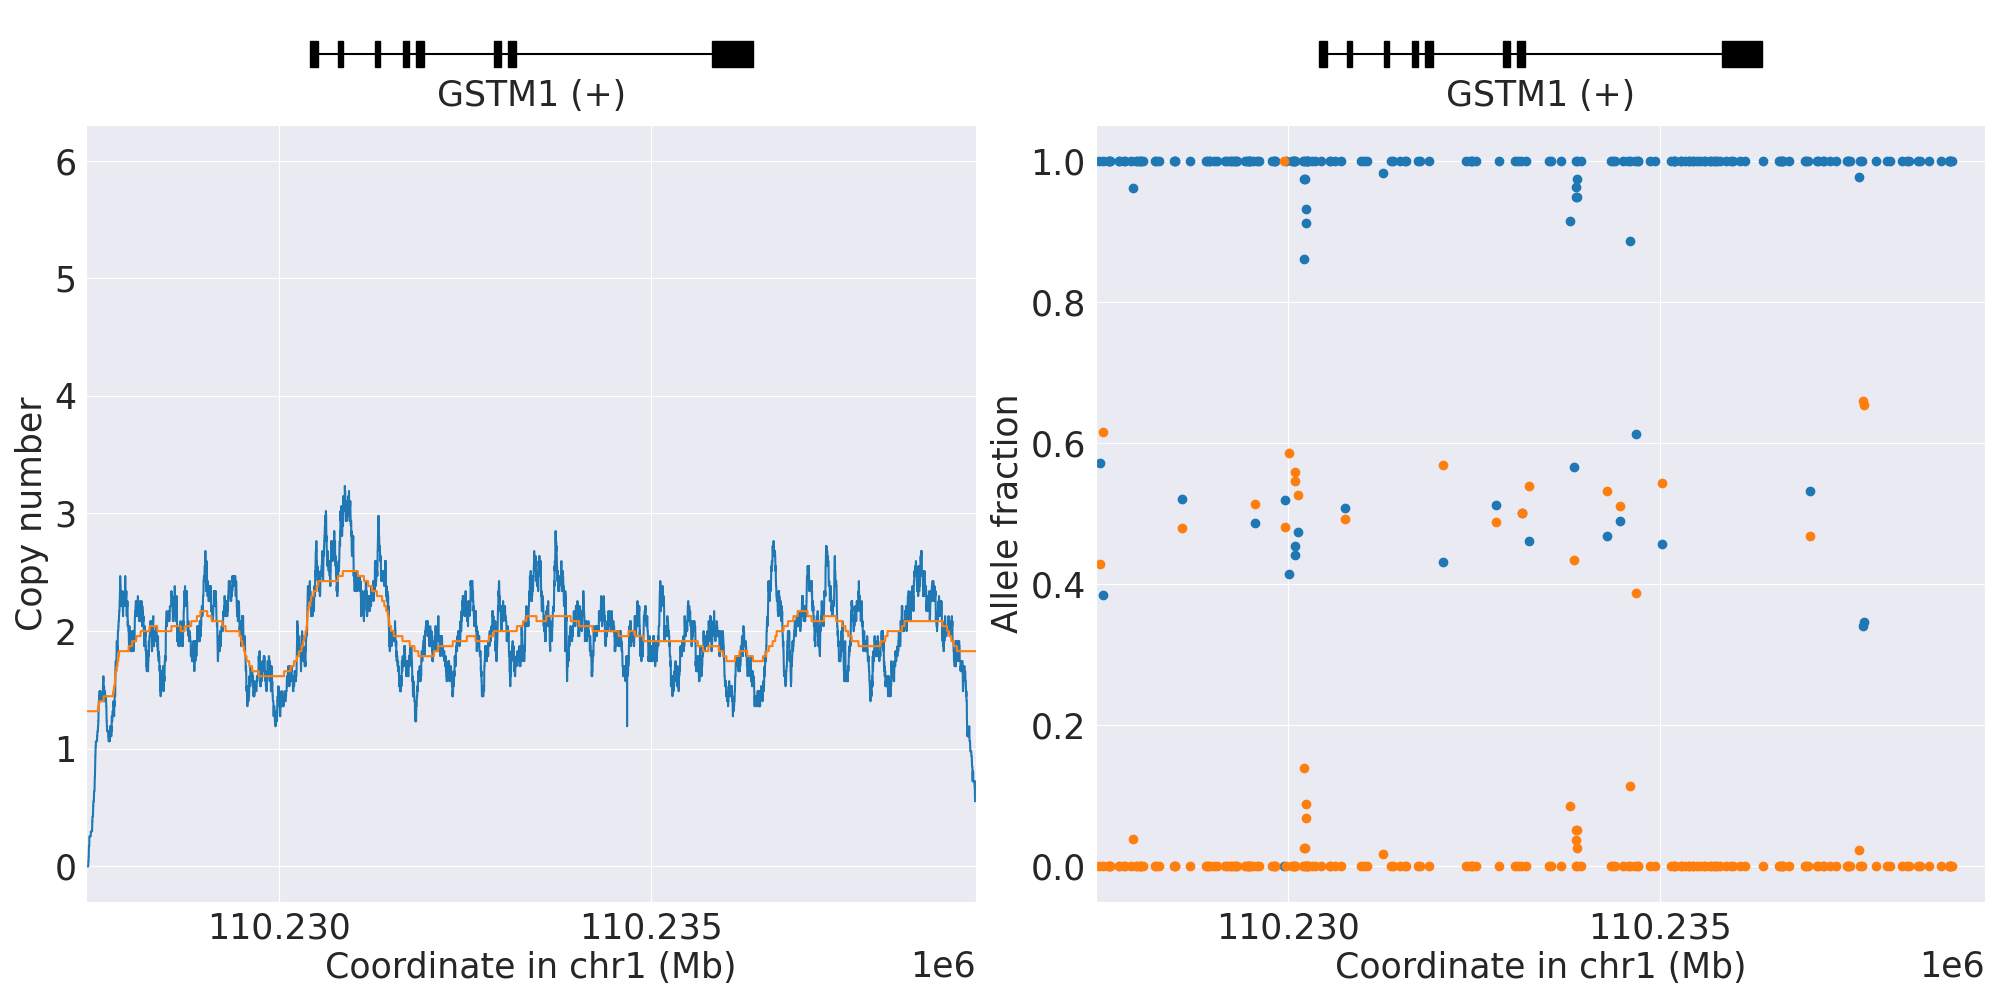 GSTM1 (+)
6
5
4
3
2
1
0
Copy number
110.230
110.235
Coordinate in chr1 (Mb)
1e6
GSTM1 (+)
1.0
0.8
0.6
0.4
0.2
0.0
Allele fraction
110.230
110.235
Coordinate in chr1 (Mb)
1e6